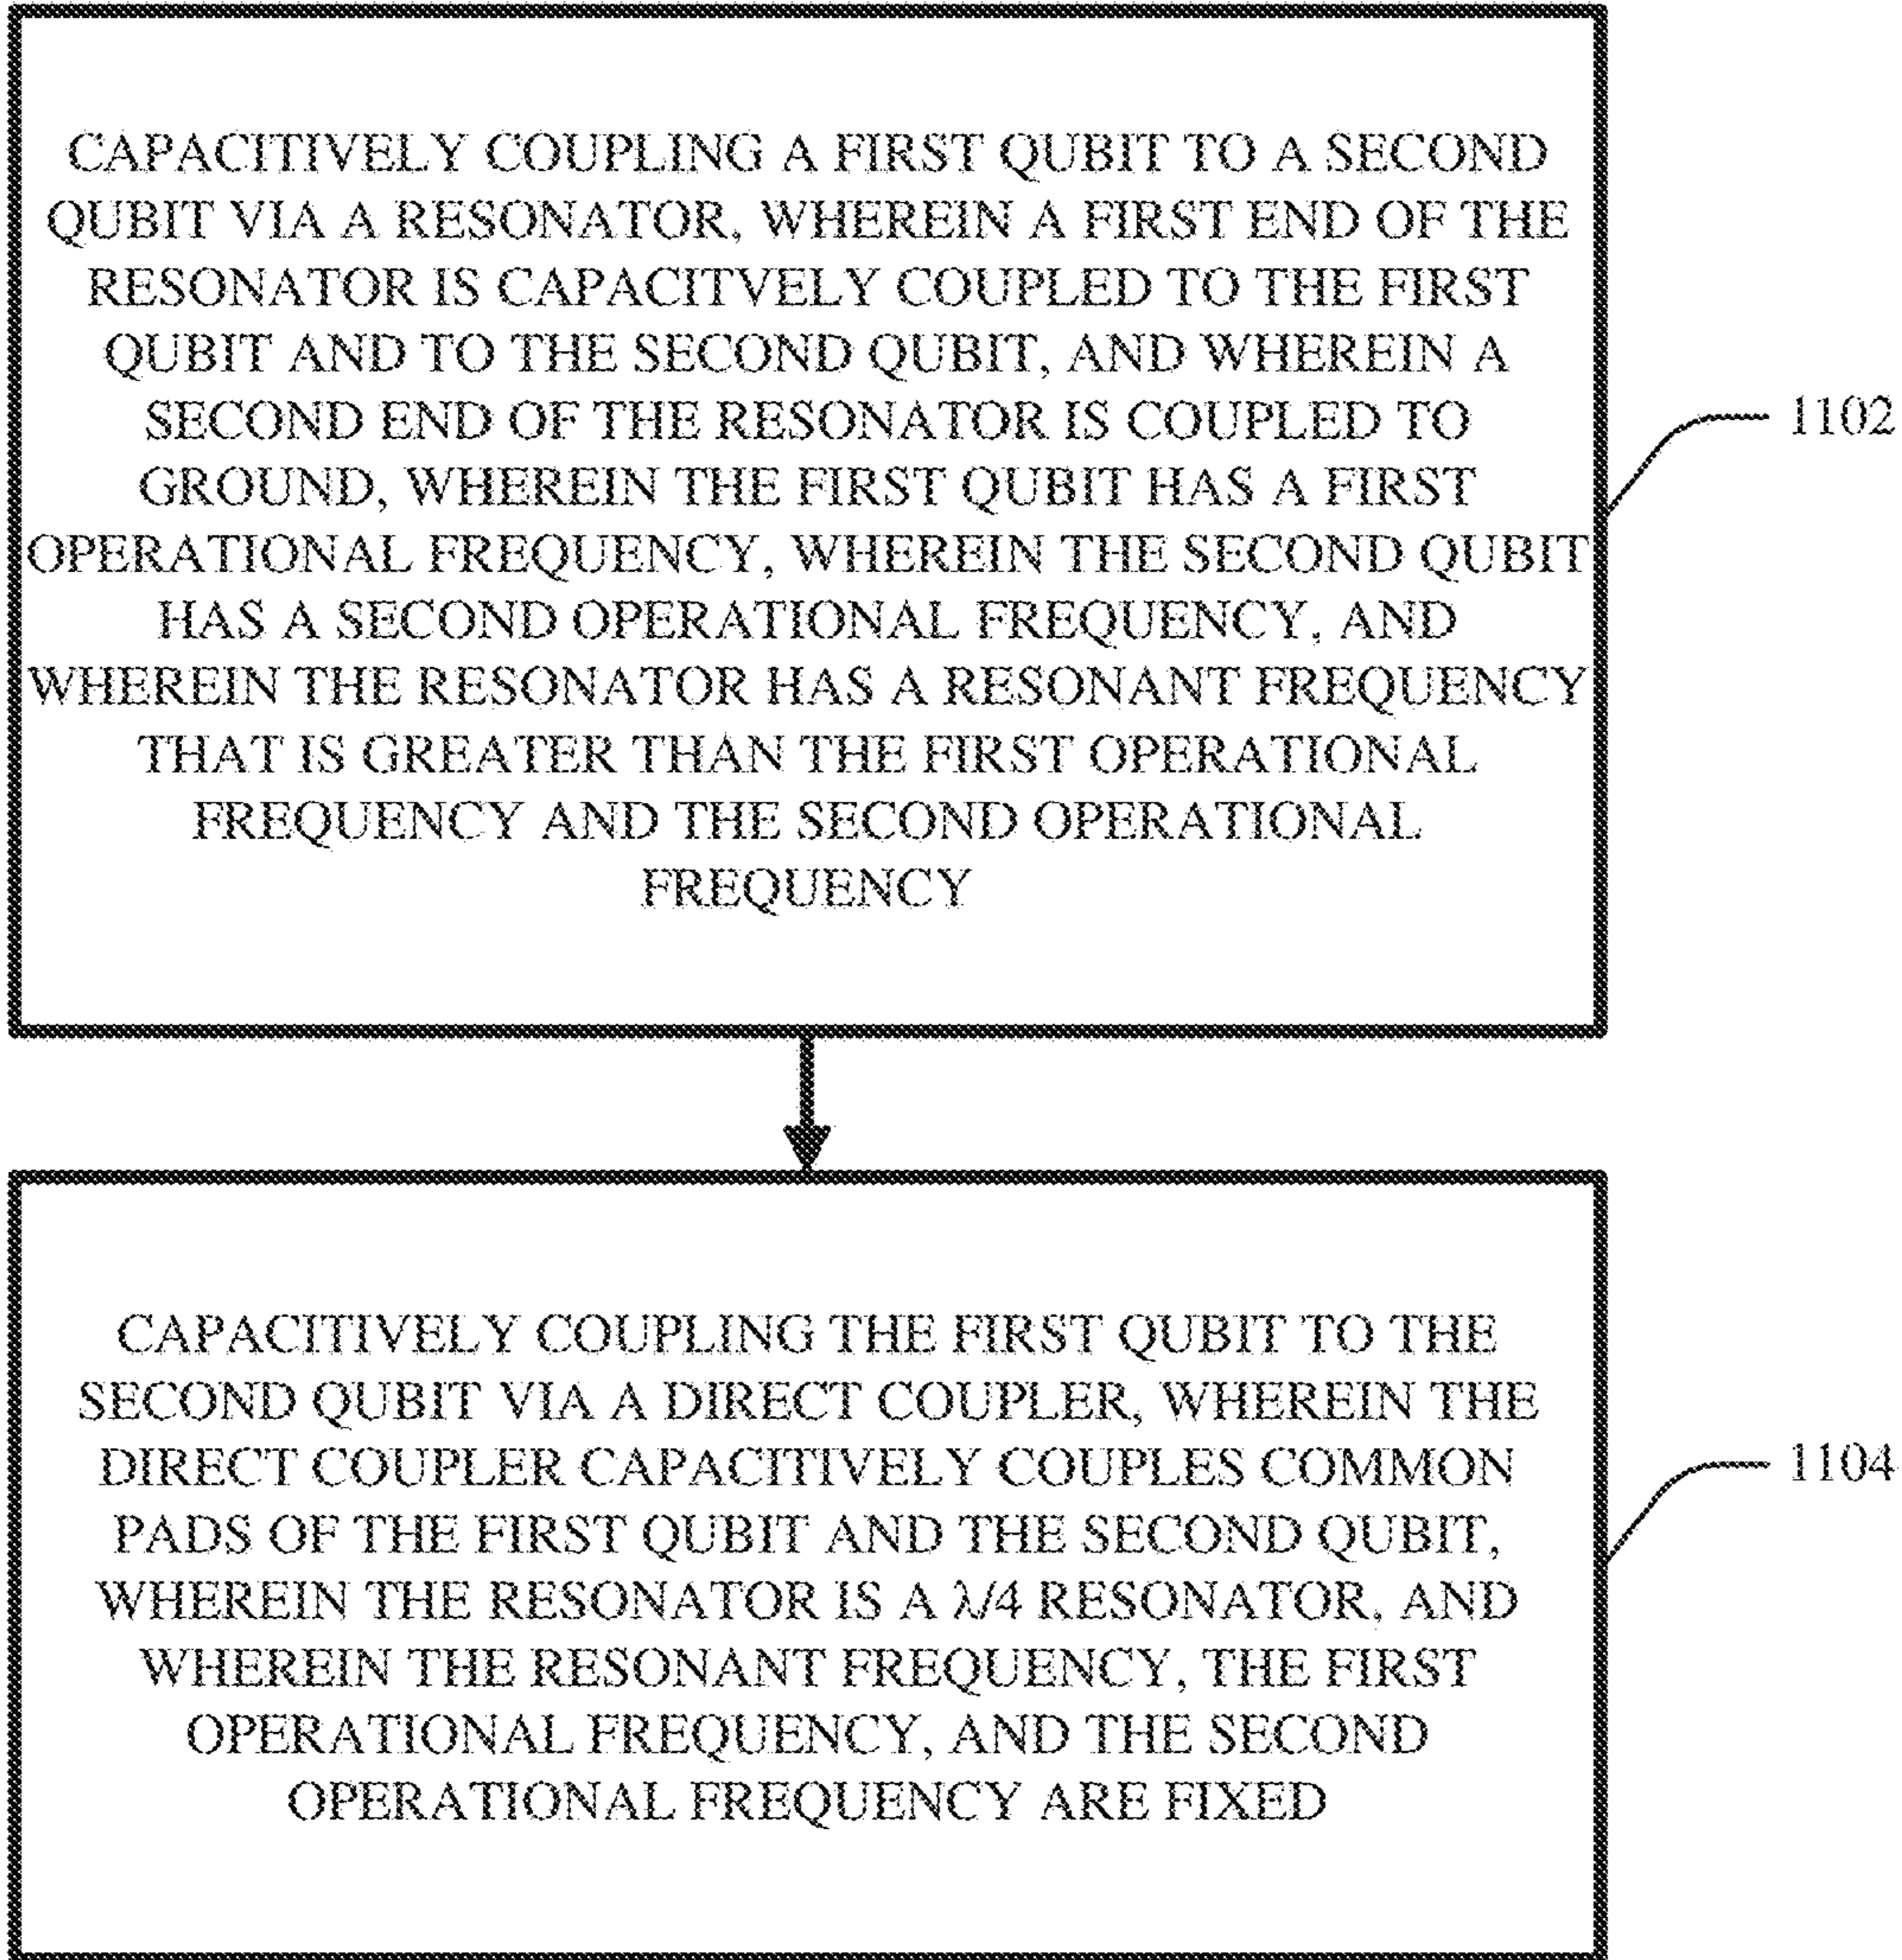 CAPACITIVELY COUPLING A FIRST QUBIT TO A SECOND
QUBIT VIA A RESONATOR, WHEREIN A FIRST END OF THE
RESONATOR IS CAPACITVELY COUPLED TO THE FIRST
QUBIT AND TO THE SECOND QUBIT, AND WHEREIN A
SECOND END OF THE RESONATOR IS COUPLED TO
GROUND, WHEREIN THE FIRST QUBIT HAS A FIRST
OPERATIONAL FREQUENCY, WHEREIN THE SECOND QUBIT
HAS A SECOND OPERATIONAL FREQUENCY, AND
WHEREIN THE RESONATOR HAS A RESONANT FREQUENCY
THAT IS GREATER THAN THE FIRST OPERATIONAL
FREQUENCY AND THE SECOND OPERATIONAL
FREQUENCY
1102
CAPACITIVELY COUPLING THE FIRST QUBIT TO THE
SECOND QUBIT VIA A DIRECT COUPLER, WHEREIN THE
DIRECT COUPLER CAPACITIVELY COUPLES COMMON
PADS OF THE FIRST QUBIT AND THE SECOND QUBIT,
WHEREIN THE RESONATOR IS A λ/4 RESONATOR, AND
WHEREIN THE RESONANT FREQUENCY, THE FIRST
OPERATIONAL FREQUENCY, AND THE SECOND
OPERATIONAL FREQUENCY ARE FIXED
1104